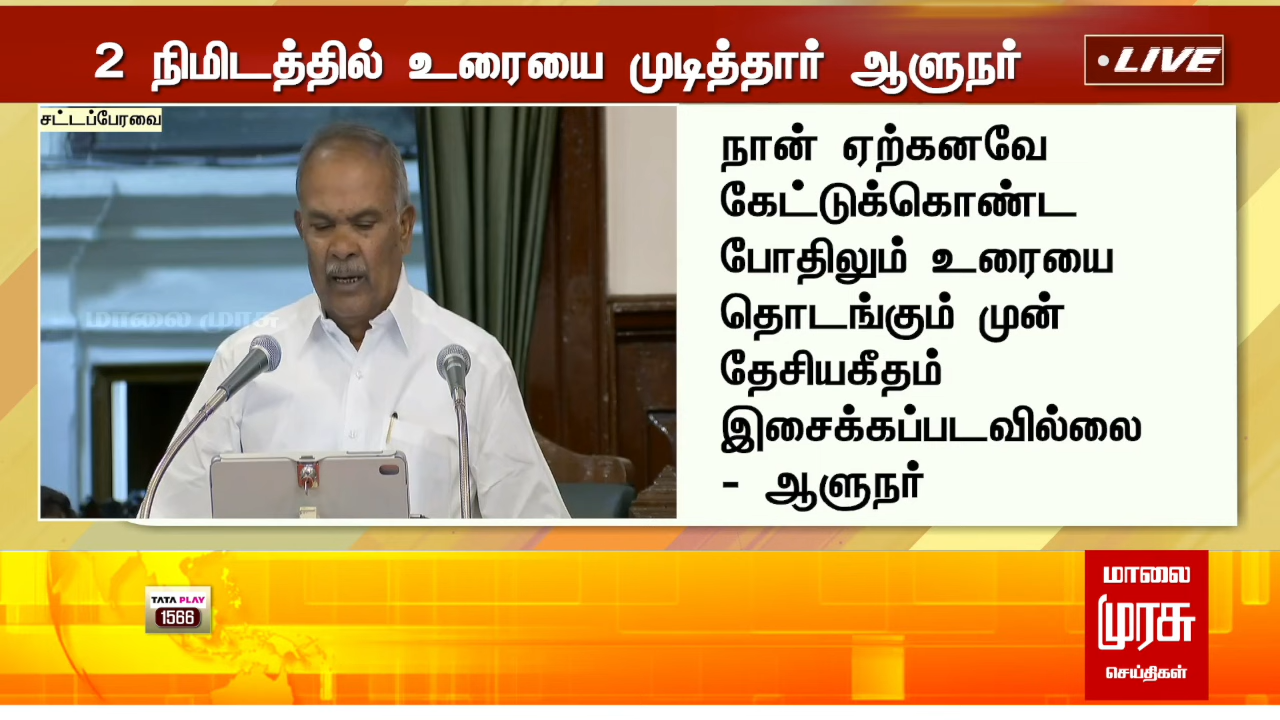 2 நிமிடத்தில் உரையை முடித்தார் ஆளுநர்
LIVE
சட்டப்பேரவை
நான் ஏற்கனவே
கேட்டுக்கொண்ட
போதிலும் உரையை
தொடங்கும் முன்
தேசியகீதம்
இசைக்கப்படவில்லை
- ஆளுநர்
மாலை முரசு
TATA PLAY
1566
மாலை
முரசு
செய்திகள்